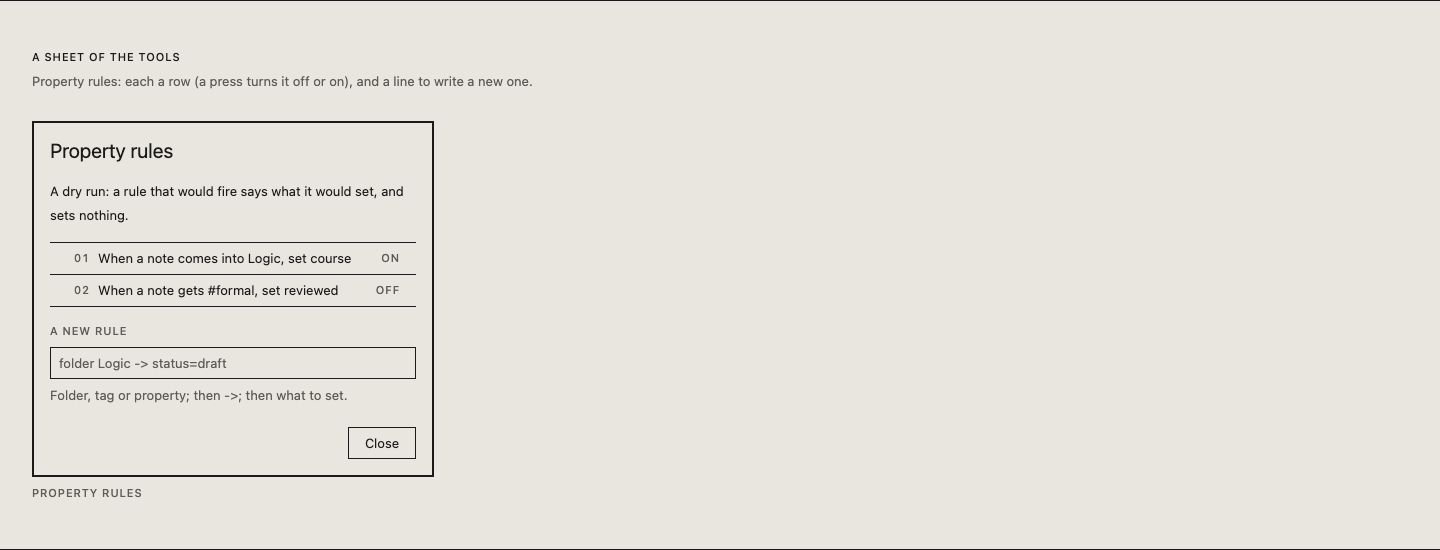 A SHEET OF THE TOOLS
Property rules: each a row (a press turns it off or on), and a line to write a new one.
Property rules
A dry run: a rule that would fire says what it would set, and
sets nothing.
01 When a note comes into Logic, set course ON
02 When a note gets #formal, set reviewed OFF
A NEW RULE
folder Logic -> status=draft
Folder, tag or property; then ->; then what to set.
Close
PROPERTY RULES